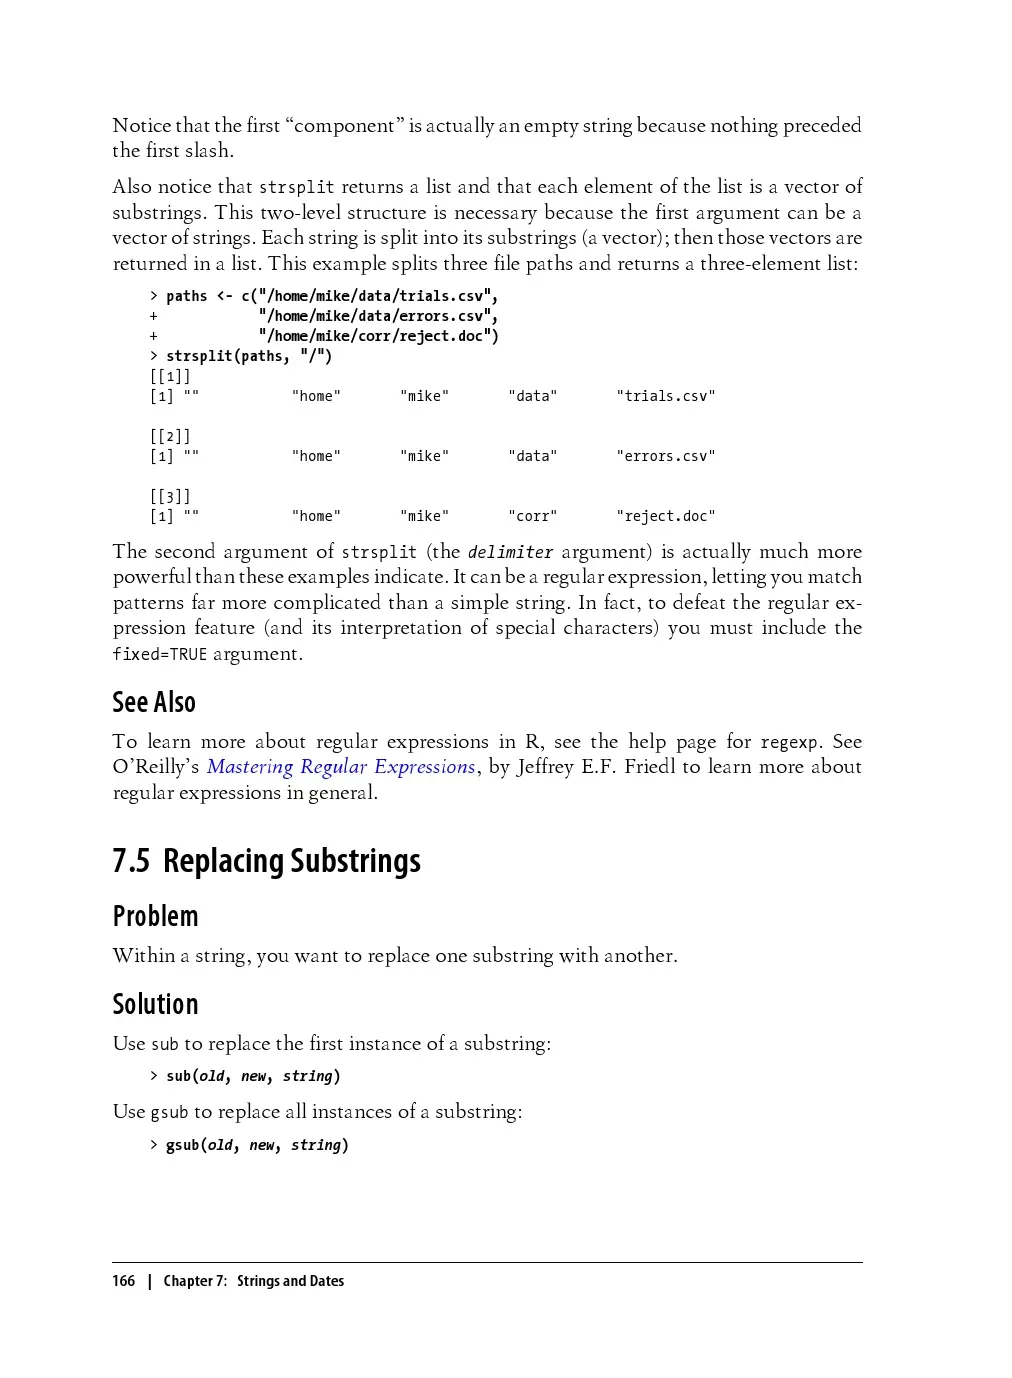 Notice that the first “component” is actually an empty string because nothing preceded
the first slash.
Also notice that strsplit returns a list and that each element of the list is a vector of
substrings. This two-level structure is necessary because the first argument can be a
vector of strings. Each string is split into its substrings (a vector); then those vectors are
returned in a list. This example splits three file paths and returns a three-element list:
> paths <- c("/home/mike/data/trials.csv",
+            "/home/mike/data/errors.csv",
+            "/home/mike/corr/reject.doc")
> strsplit(paths, "/")
[[1]]
[1] ""           "home"       "mike"       "data"       "trials.csv"
[[2]]
[1] ""           "home"       "mike"       "data"       "errors.csv"
[[3]]
[1] ""           "home"       "mike"       "corr"       "reject.doc"
The second argument of strsplit (the delimiter argument) is actually much more
powerful than these examples indicate. It can be a regular expression, letting you match
patterns far more complicated than a simple string. In fact, to defeat the regular ex-
pression feature (and its interpretation of special characters) you must include the
fixed=TRUE argument.
See Also
To learn more about regular expressions in R, see the help page for regexp. See
O’Reilly’s Mastering Regular Expressions, by Jeffrey E.F. Friedl to learn more about
regular expressions in general.
7.5 Replacing Substrings
Problem
Within a string, you want to replace one substring with another.
Solution
Use sub to replace the first instance of a substring:
> sub(old, new, string)
Use gsub to replace all instances of a substring:
> gsub(old, new, string)
166 | Chapter 7: Strings and Dates